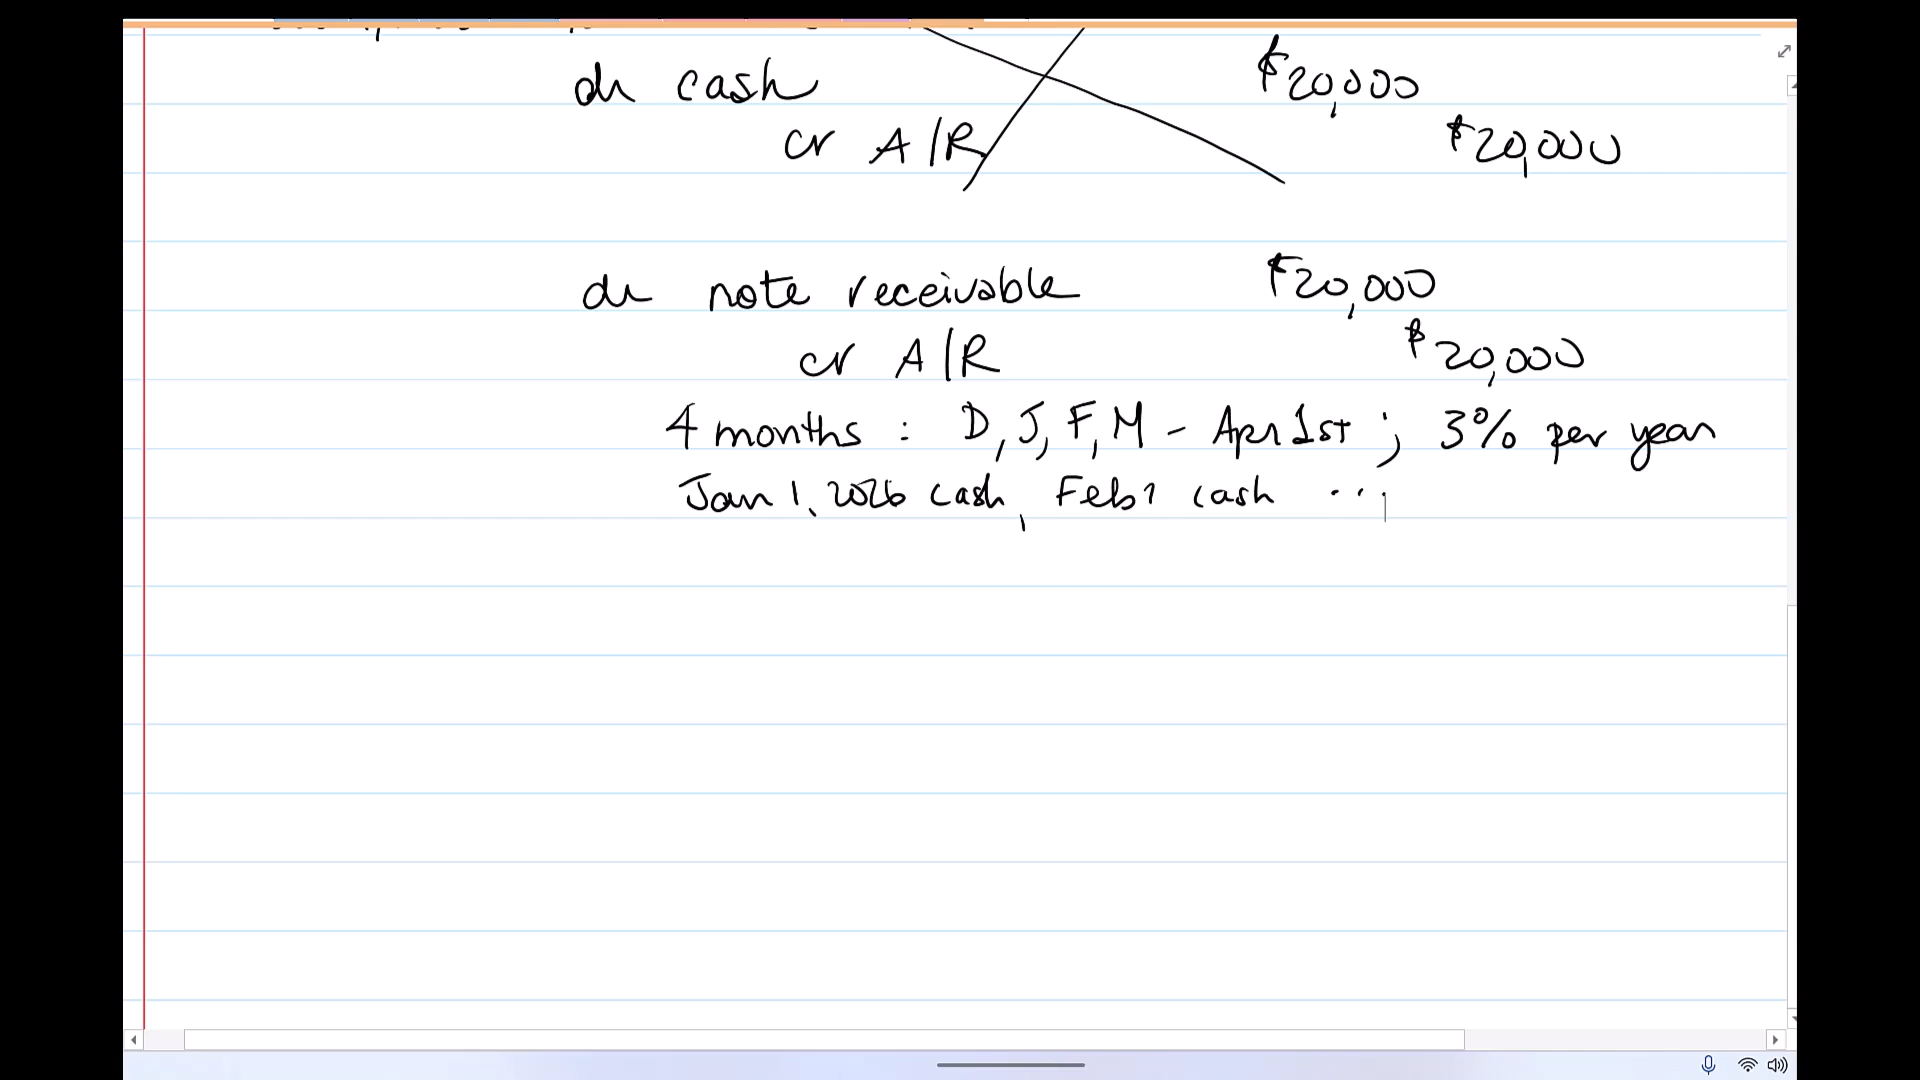 dr cash $20,000
cr A/R $20,000
dr note receivable $20,000
cr A/R $20,000
4 months : D, J, F, M - Apr 1st ; 3% per year
Jan 1, 2026 cash, Feb 1 cash ...